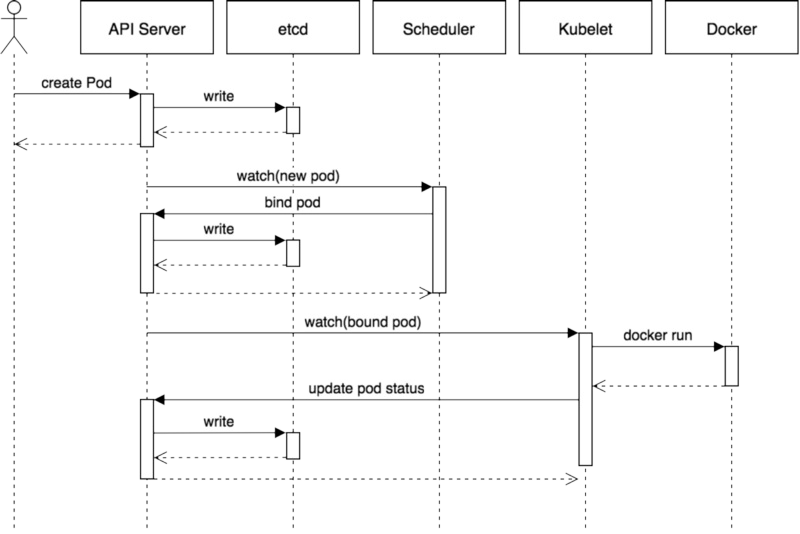 API Server
etcd
Scheduler
Kubelet
Docker
create Pod
write
watch(new pod)
bind pod
write
watch(bound pod)
docker run
update pod status
write